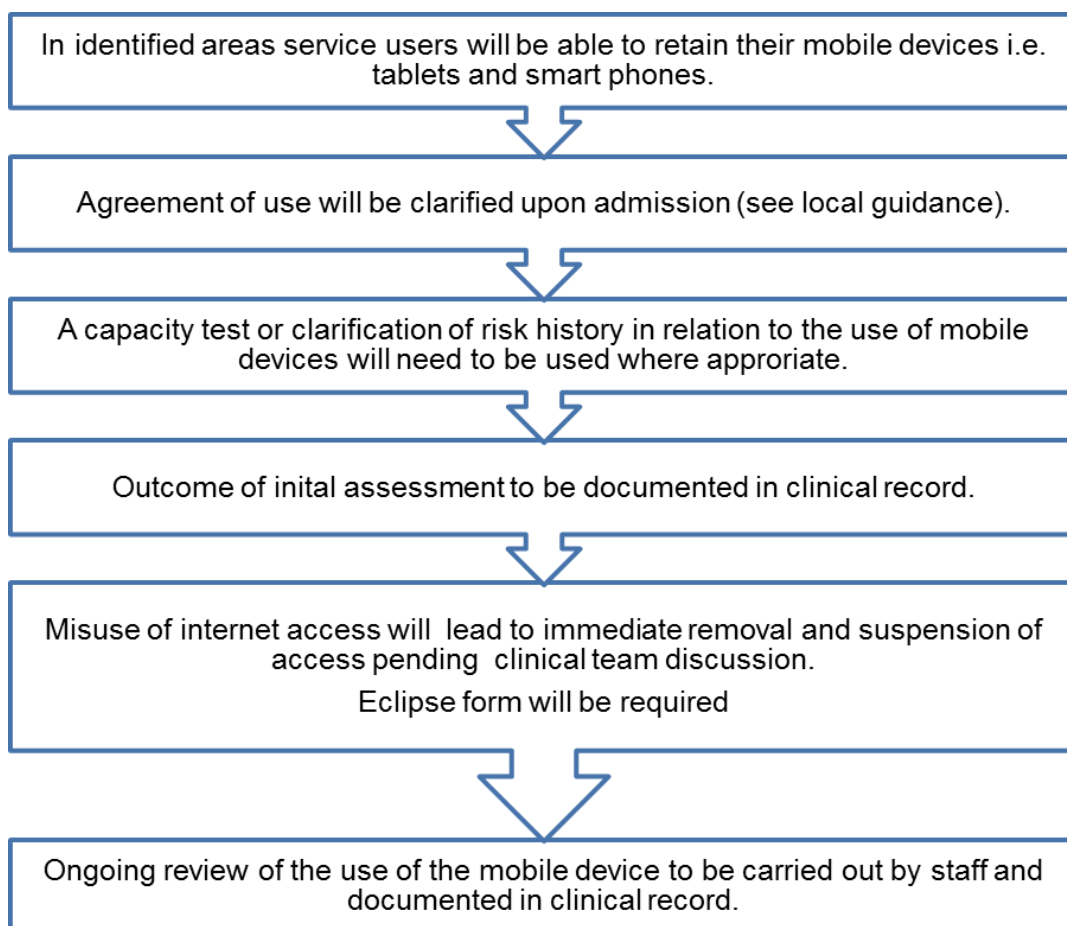 In identified areas service users will be able to retain their mobile devices i.e.
tablets and smart phones.
Agreement of use will be clarified upon admission (see local guidance).
A capacity test or clarification of risk history in relation to the use of mobile
devices will need to be used where approriate.
Outcome of inital assessment to be documented in clinical record.
Misuse of internet access will  lead to immediate removal and suspension of
access pending  clinical team discussion.
Eclipse form will be required
Ongoing review of the use of the mobile device to be carried out by staff and
documented in clinical record.